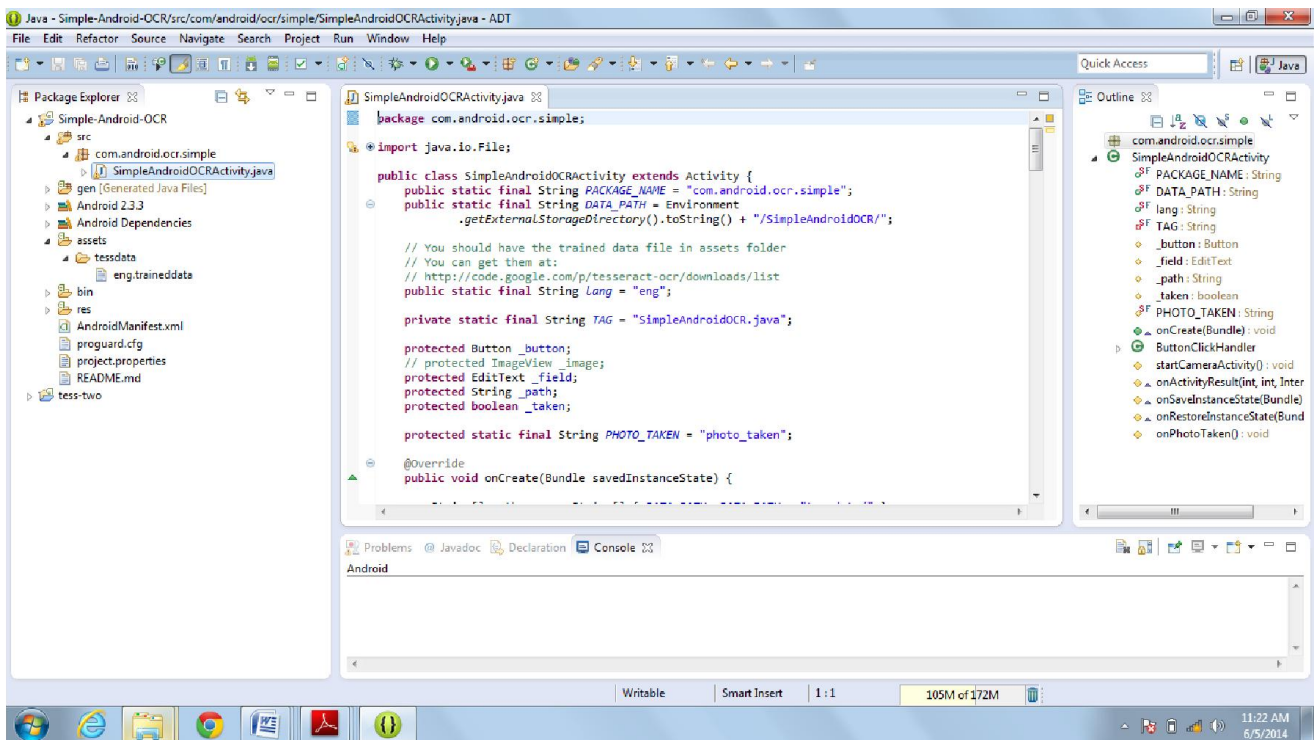 Java - Simple-Android-OCR/src/com/android/ocr/simple/SimpleAndroidOCRActivity.java - ADT
File Edit Refactor Source Navigate Search Project Run Window Help
Quick Access
Java
Package Explorer
Simple-Android-OCR
src
com.android.ocr.simple
SimpleAndroidOCRActivity.java
gen [Generated Java Files]
Android 2.3.3
Android Dependencies
assets
tessdata
eng.traineddata
bin
res
AndroidManifest.xml
proguard.cfg
project.properties
README.md
tess-two
SimpleAndroidOCRActivity.java
package com.android.ocr.simple;
import java.io.File;
public class SimpleAndroidOCRActivity extends Activity {
public static final String PACKAGE_NAME = "com.android.ocr.simple";
public static final String DATA_PATH = Environment
.getExternalStorageDirectory().toString() + "/SimpleAndroidOCR/";
// You should have the trained data file in assets folder
// You can get them at:
// http://code.google.com/p/tesseract-ocr/downloads/list
public static final String lang = "eng";
private static final String TAG = "SimpleAndroidOCR.java";
protected Button _button;
// protected ImageView _image;
protected EditText _field;
protected String _path;
protected boolean _taken;
protected static final String PHOTO_TAKEN = "photo_taken";
@Override
public void onCreate(Bundle savedInstanceState) {
Outline
com.android.ocr.simple
SimpleAndroidOCRActivity
PACKAGE_NAME : String
DATA_PATH : String
lang : String
TAG : String
_button : Button
_field : EditText
_path : String
_taken : boolean
PHOTO_TAKEN : String
onCreate(Bundle) : void
ButtonClickHandler
startCameraActivity() : void
onActivityResult(int, int, Inter
onSaveInstanceState(Bundle)
onRestoreInstanceState(Bund
onPhotoTaken() : void
Problems @ Javadoc Declaration Console
Android
Writable Smart Insert 1 : 1 105M of 172M
11:22 AM
6/5/2014